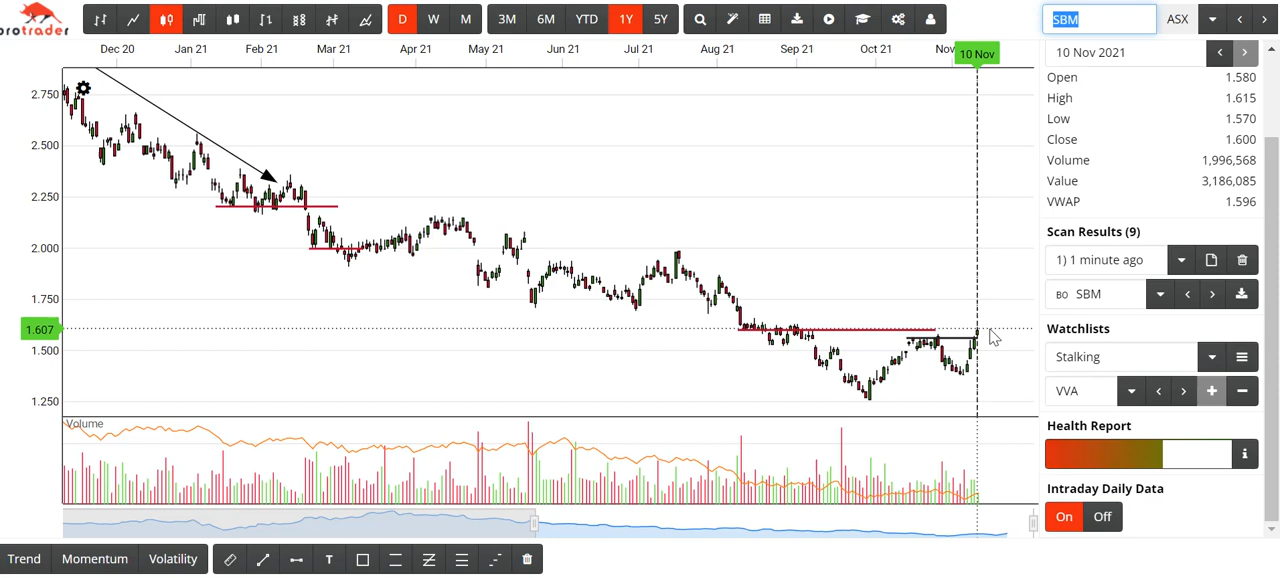 protrader
D W M 3M 6M YTD 1Y 5Y
SBM ASX
Dec 20 Jan 21 Feb 21 Mar 21 Apr 21 May 21 Jun 21 Jul 21 Aug 21 Sep 21 Oct 21 Nov 10 Nov
2.750
2.500
2.250
2.000
1.750
1.607
1.500
1.250
Volume
Trend Momentum Volatility T
10 Nov 2021
Open 1.580
High 1.615
Low 1.570
Close 1.600
Volume 1,996,568
Value 3,186,085
VWAP 1.596
Scan Results (9)
1) 1 minute ago
BO SBM
Watchlists
Stalking
VVA
Health Report
Intraday Daily Data
On Off